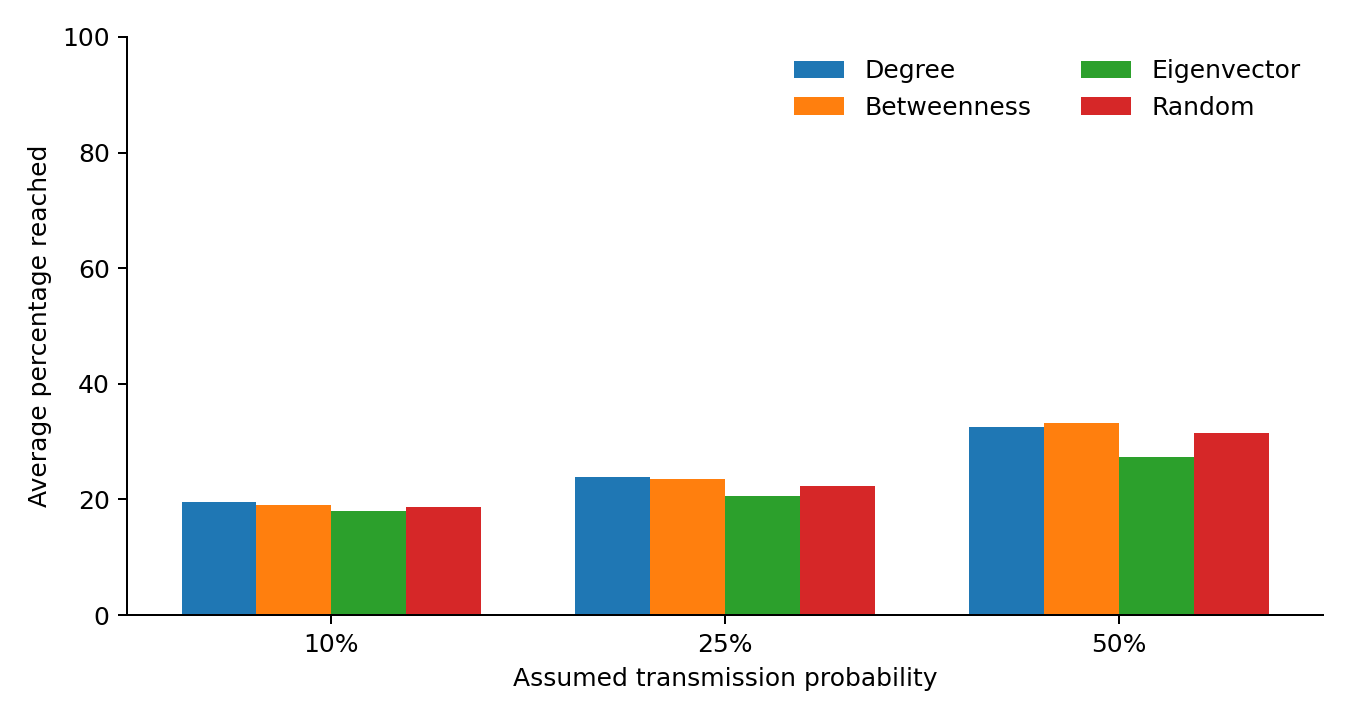 100
80
60
40
20
0
Average percentage reached
Degree
Betweenness
Eigenvector
Random
10%
25%
50%
Assumed transmission probability